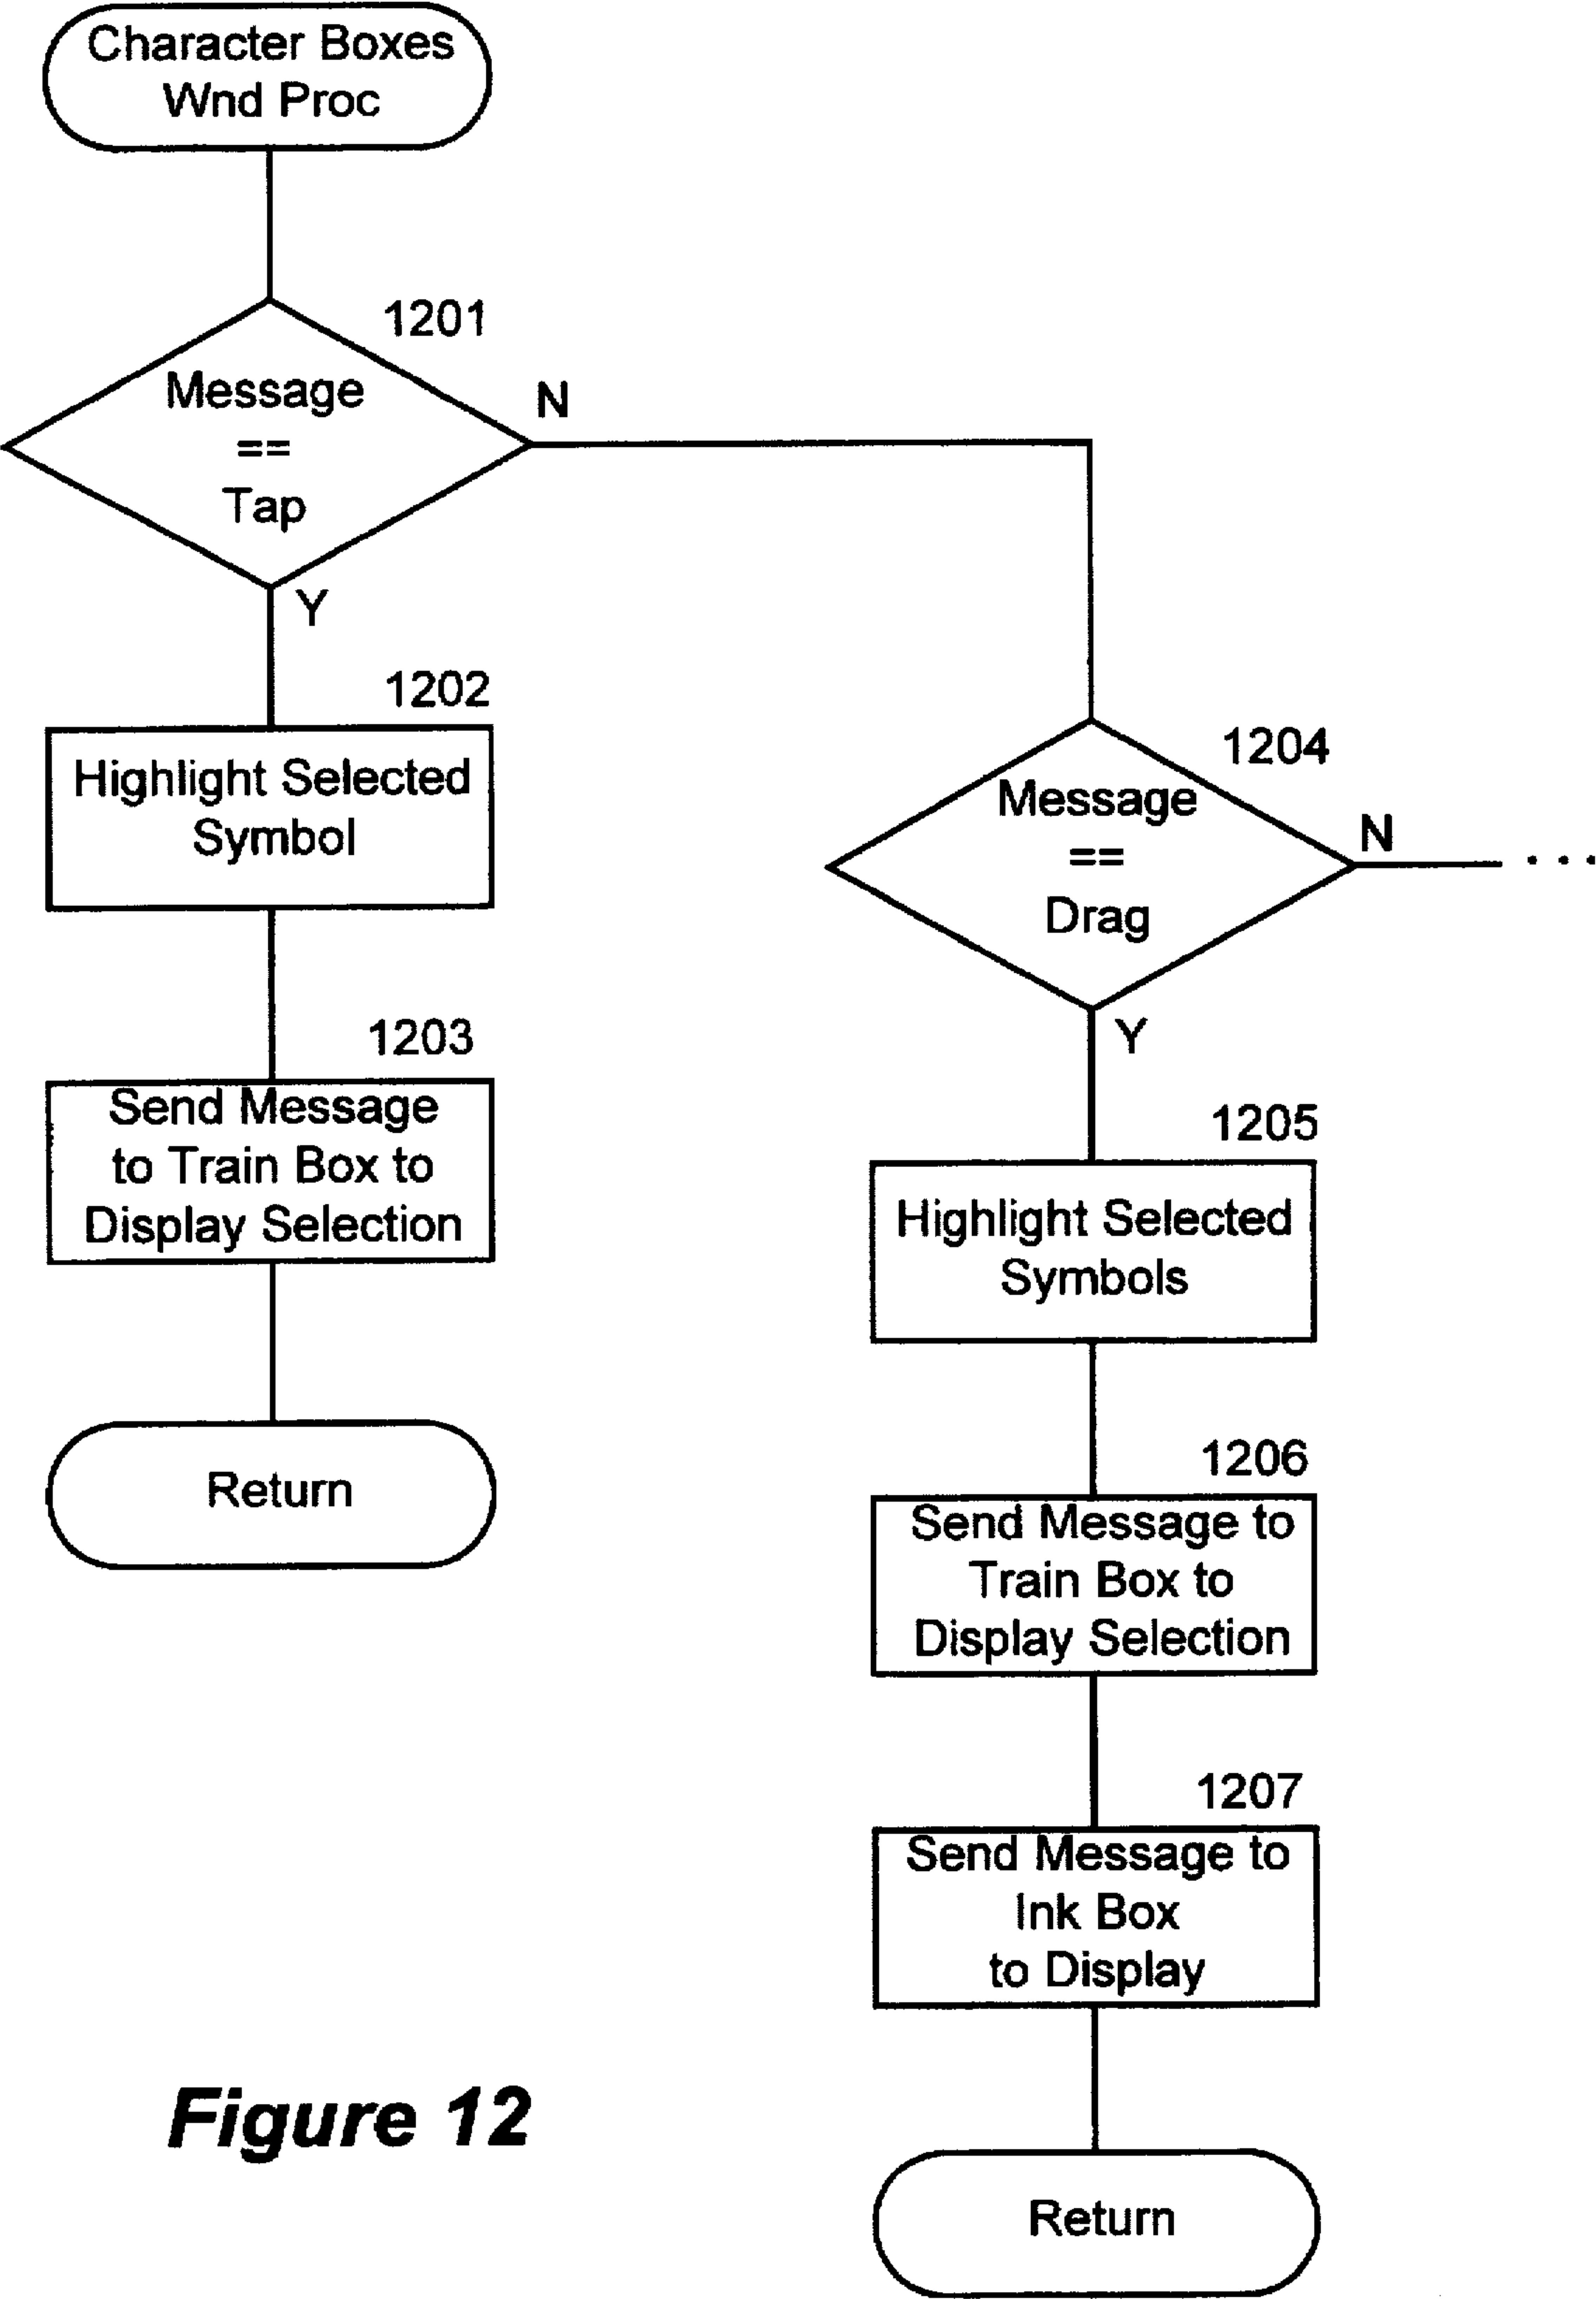 Character Boxes
Wnd Proc
1201
Message
==
Tap
N
Y
1202
Highlight Selected
Symbol
1203
Send Message
to Train Box to
Display Selection
Return
1204
Message
==
Drag
N
. . .
Y
1205
Highlight Selected
Symbols
1206
Send Message to
Train Box to
Display Selection
1207
Send Message to
Ink Box
to Display
Return
Figure 12